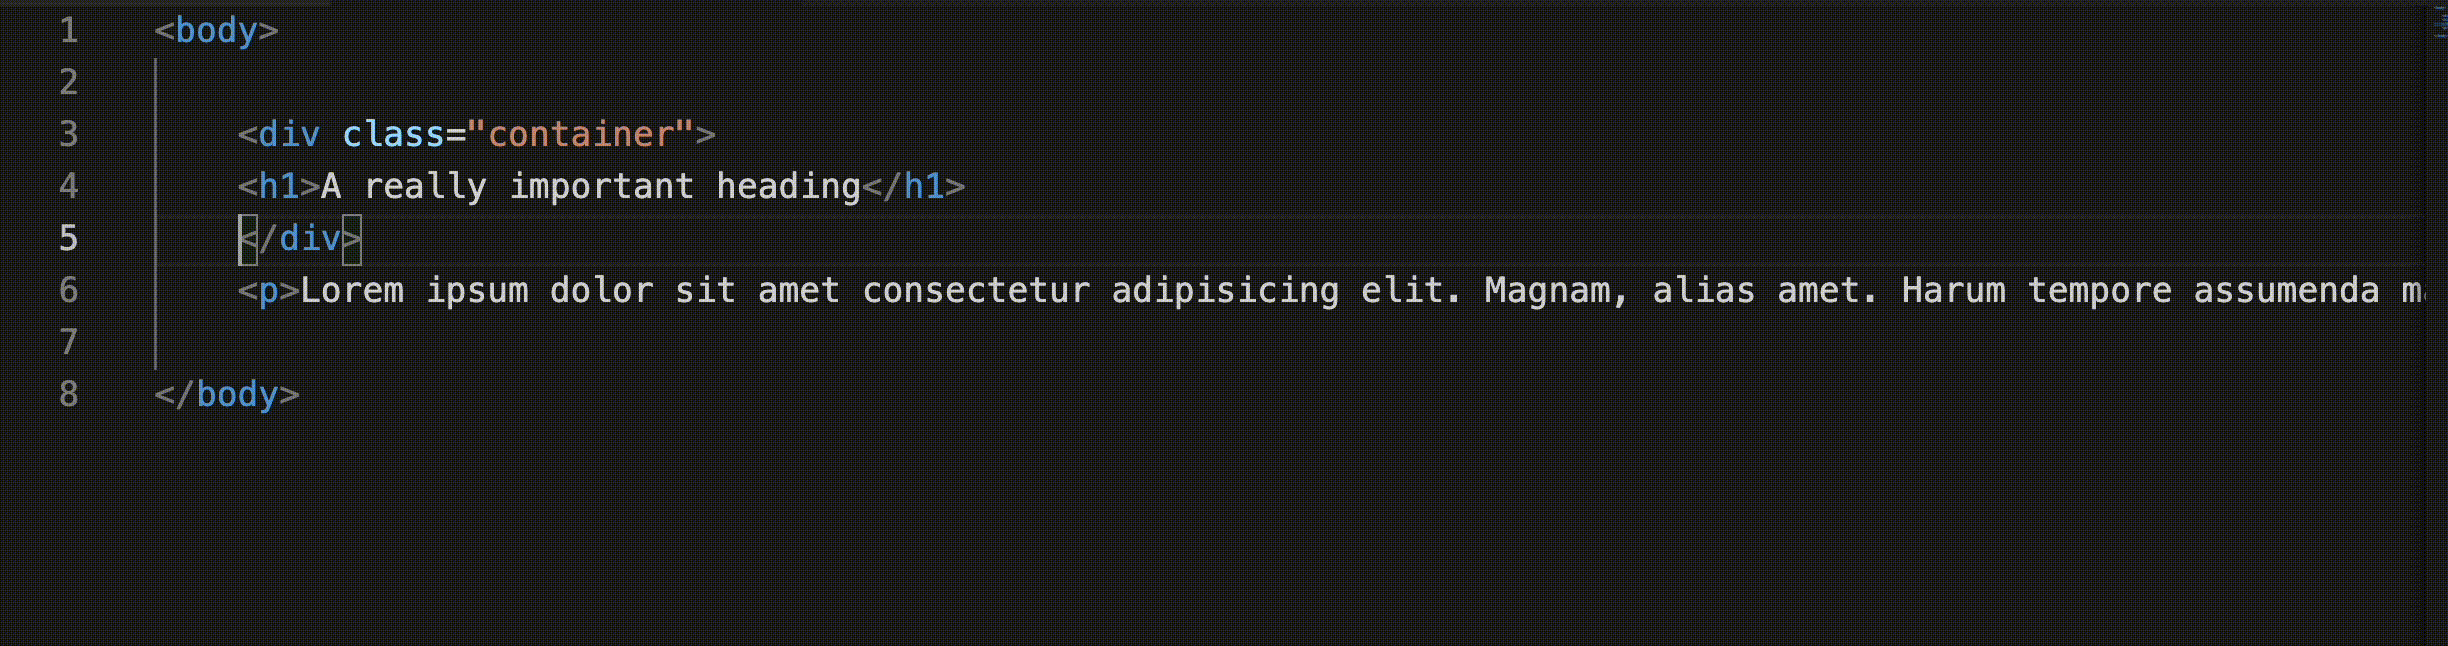 1 <body>
2
3 <div class="container">
4 <h1>A really important heading</h1>
5 </div>
6 <p>Lorem ipsum dolor sit amet consectetur adipisicing elit. Magnam, alias amet. Harum tempore assumenda
7
8 </body>